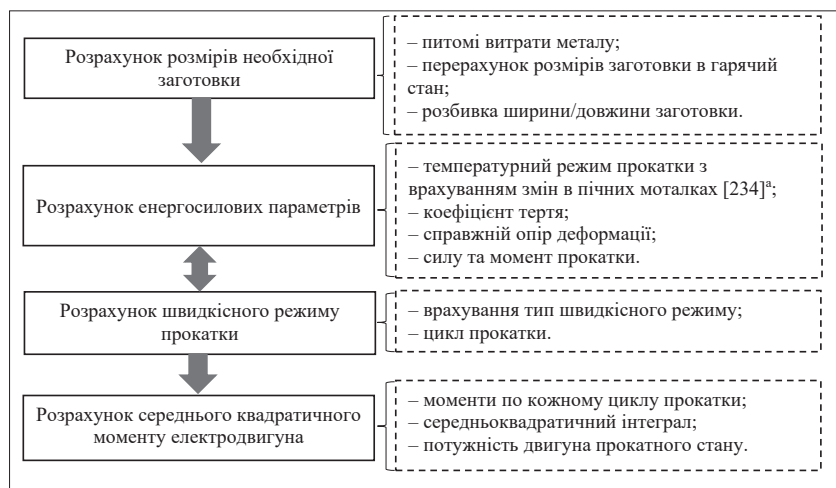 Розрахунок розмірів необхідної
заготовки
– питомі витрати металу;
– перерахунок розмірів заготовки в гарячий
стан;
– розбивка ширини/довжини заготовки.
Розрахунок енергосилових параметрів
– температурний режим прокатки з
врахуванням змін в пічних моталках [234]ª;
– коефіцієнт тертя;
– справжній опір деформації;
– силу та момент прокатки.
Розрахунок швидкісного режиму
прокатки
– врахування тип швидкісного режиму;
– цикл прокатки.
Розрахунок середнього квадратичного
моменту електродвигуна
– моменти по кожному циклу прокатки;
– середньоквадратичний інтеграл;
– потужність двигуна прокатного стану.